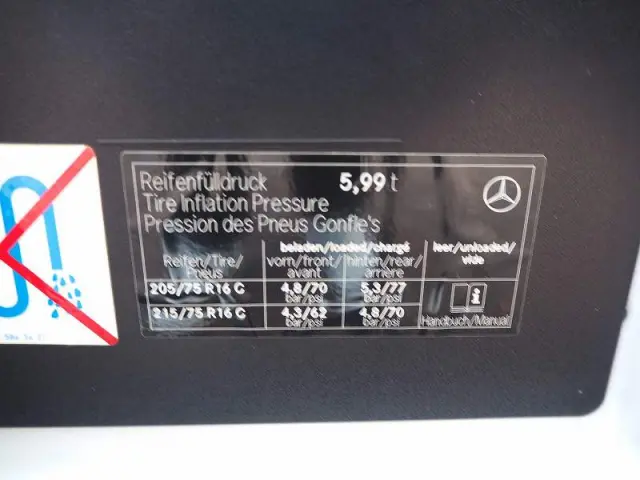 Reifenfülldruck 5,99 t
Tire Inflation Pressure
Pression des Pneus Gonfle's
beladen/loaded/chargé leer/unloaded/
Reifen/Tire/ vorn/front/ hinten/rear/ vide
Pneus avant arrière
205/75 R16 C 4,8/70 5,3/77
bar/psi bar/psi
215/75 R16 C 4,3/62 4,8/70
bar/psi bar/psi Handbuch/Manual